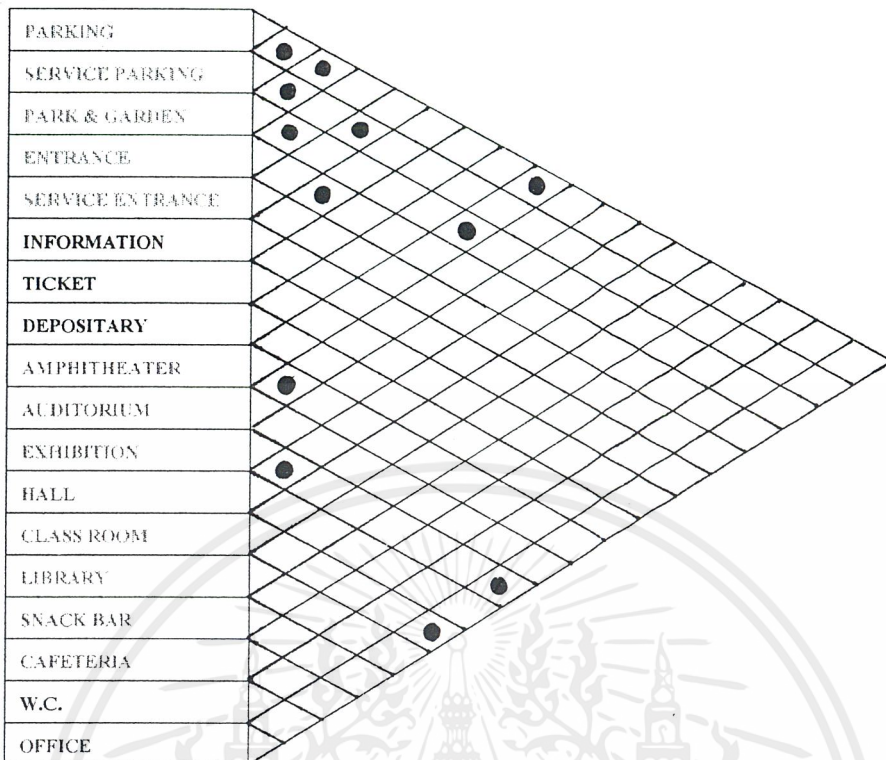 PARKING
SERVICE PARKING
PARK & GARDEN
ENTRANCE
SERVICE ENTRANCE
INFORMATION
TICKET
DEPOSITARY
AMPHITHEATER
AUDITORIUM
EXHIBITION
HALL
CLASS ROOM
LIBRARY
SNACK BAR
CAFETERIA
W.C.
OFFICE